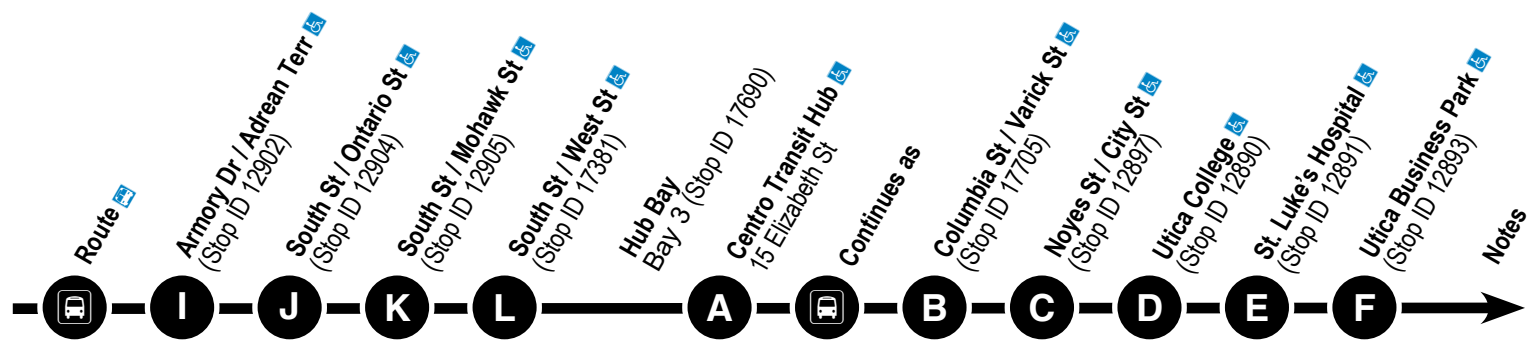 Route
Armory Dr / Adrean Terr
(Stop ID 12902)
South St / Ontario St
(Stop ID 12904)
South St / Mohawk St
(Stop ID 12905)
South St / West St
(Stop ID 17381)
Hub Bay
Bay 3 (Stop ID 17690)
Centro Transit Hub
15 Elizabeth St
Continues as
Columbia St / Varick St
(Stop ID 17705)
Noyes St / City St
(Stop ID 12897)
Utica College
(Stop ID 12890)
St. Luke's Hospital
(Stop ID 12891)
Utica Business Park
(Stop ID 12893)
Notes
I J K L A B C D E F